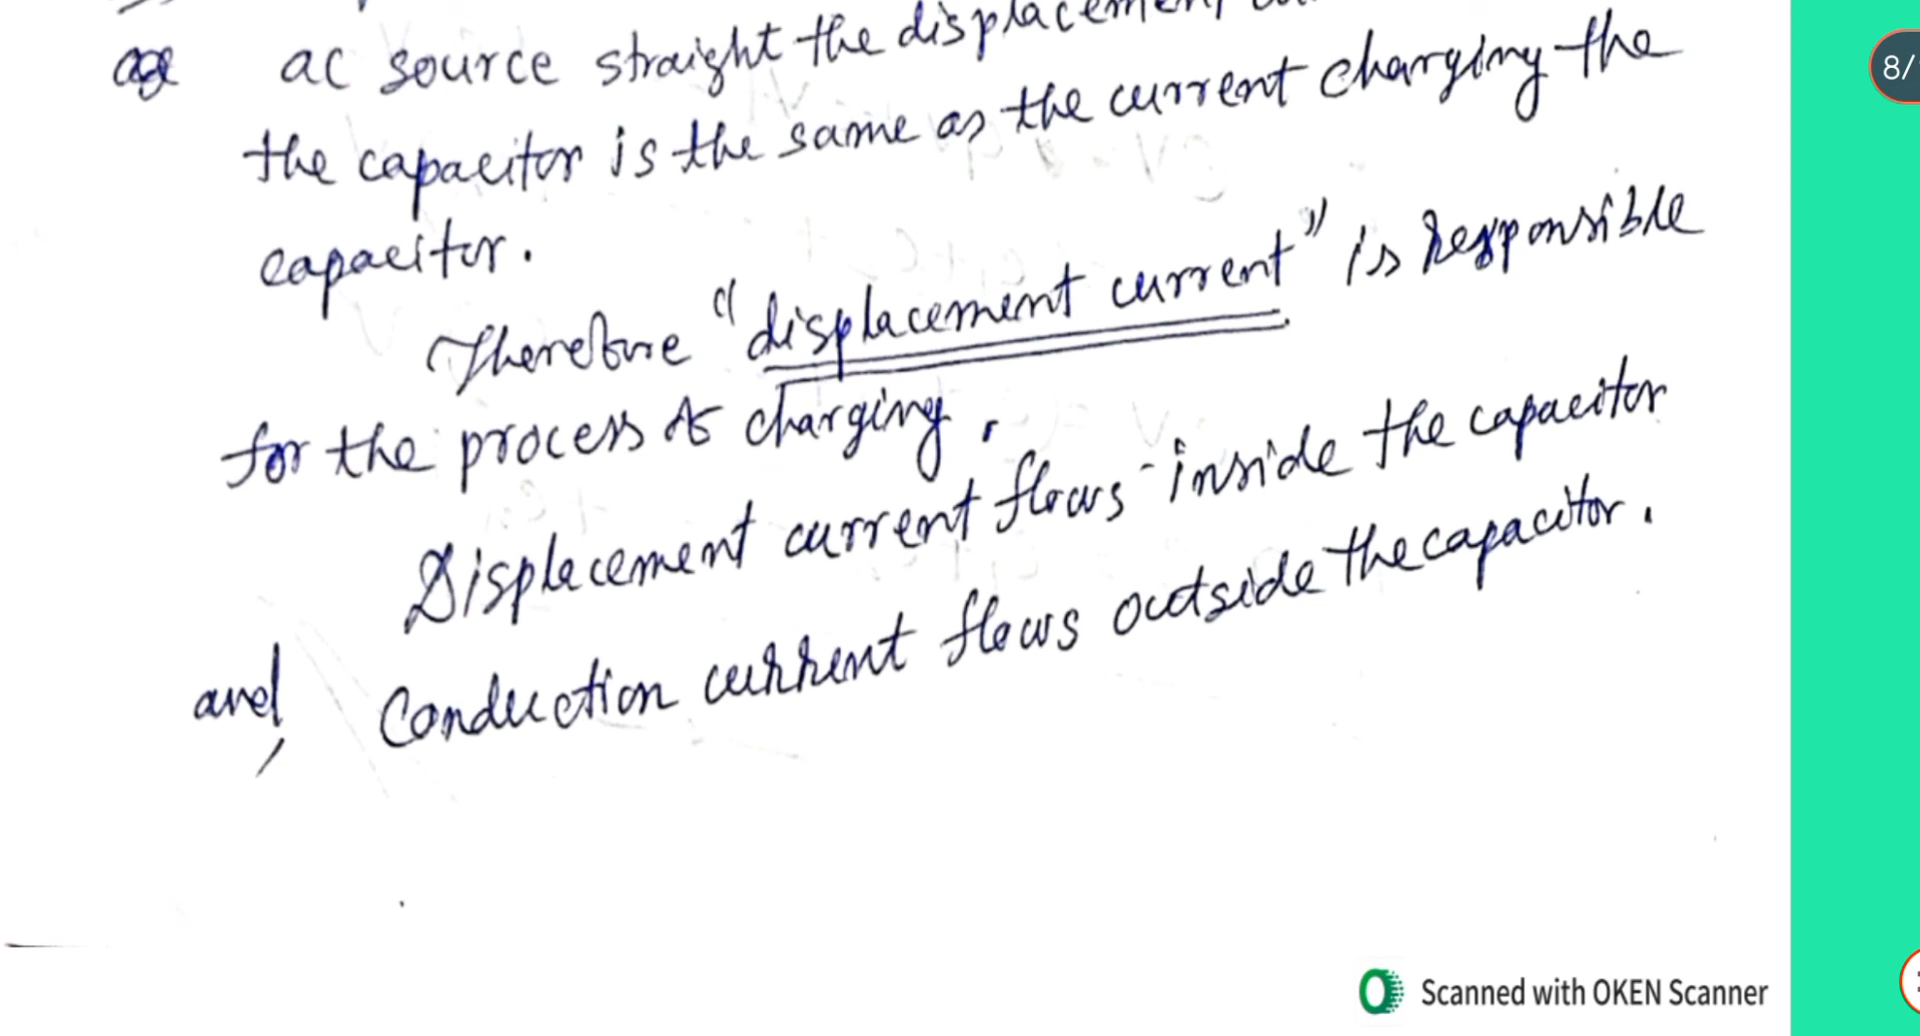 ac source straight the displacement
the capacitor is the same as the current charging the
capacitor.
Therefore "displacement current" is responsible
for the process of charging.
Displacement current flows inside the capacitor
and, Conduction current flows outside the capacitor.
8/
Scanned with OKEN Scanner